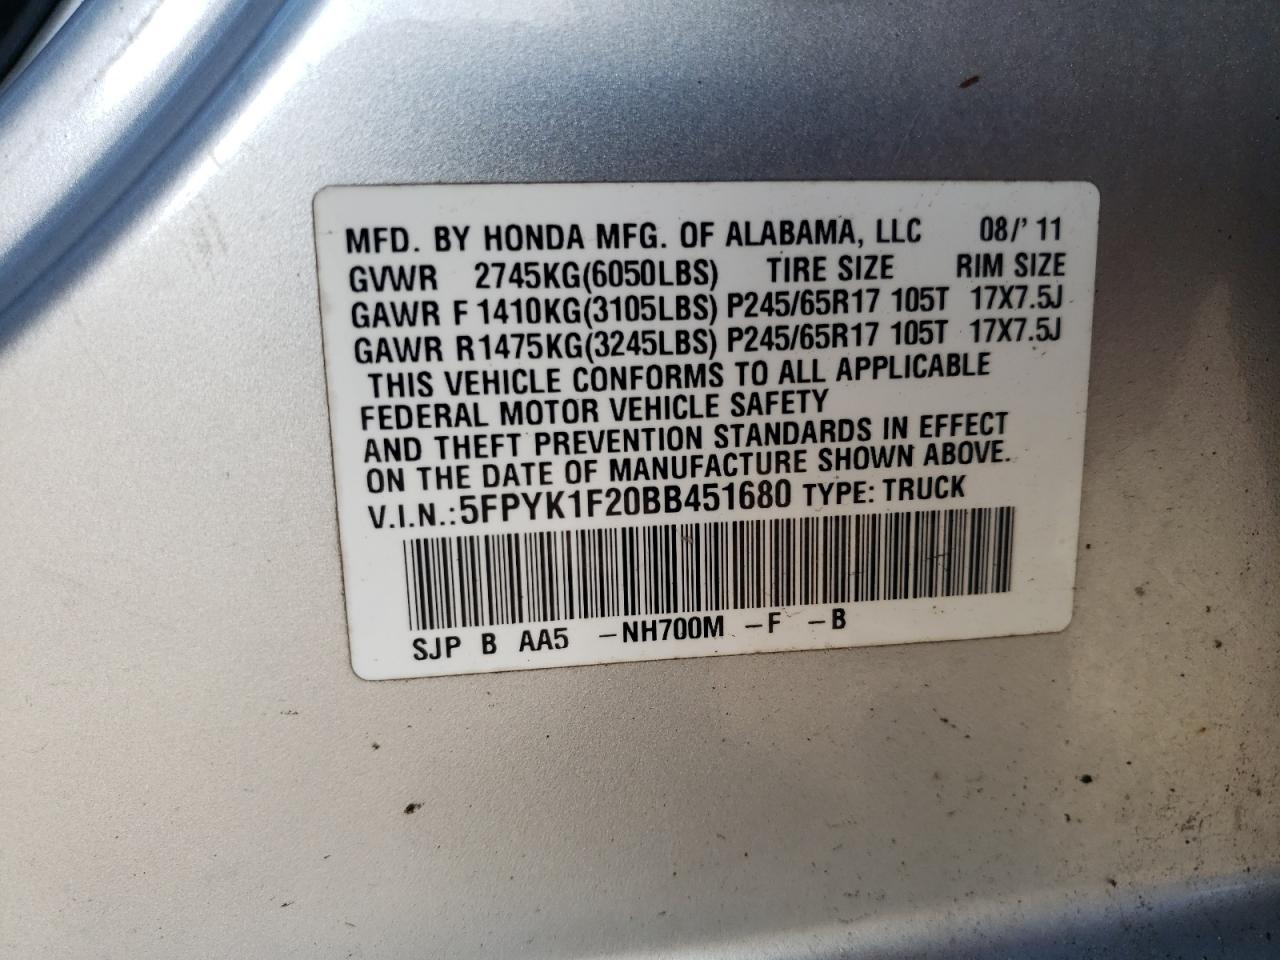 MFD. BY HONDA MFG. OF ALABAMA, LLC 08/'11
GVWR 2745KG(6050LBS) TIRE SIZE RIM SIZE
GAWR F 1410KG(3105LBS) P245/65R17 105T 17X7.5J
GAWR R1475KG(3245LBS) P245/65R17 105T 17X7.5J
THIS VEHICLE CONFORMS TO ALL APPLICABLE
FEDERAL MOTOR VEHICLE SAFETY
AND THEFT PREVENTION STANDARDS IN EFFECT
ON THE DATE OF MANUFACTURE SHOWN ABOVE.
V.I.N.:5FPYK1F20BB451680 TYPE: TRUCK
SJP B AA5 -NH700M -F -B